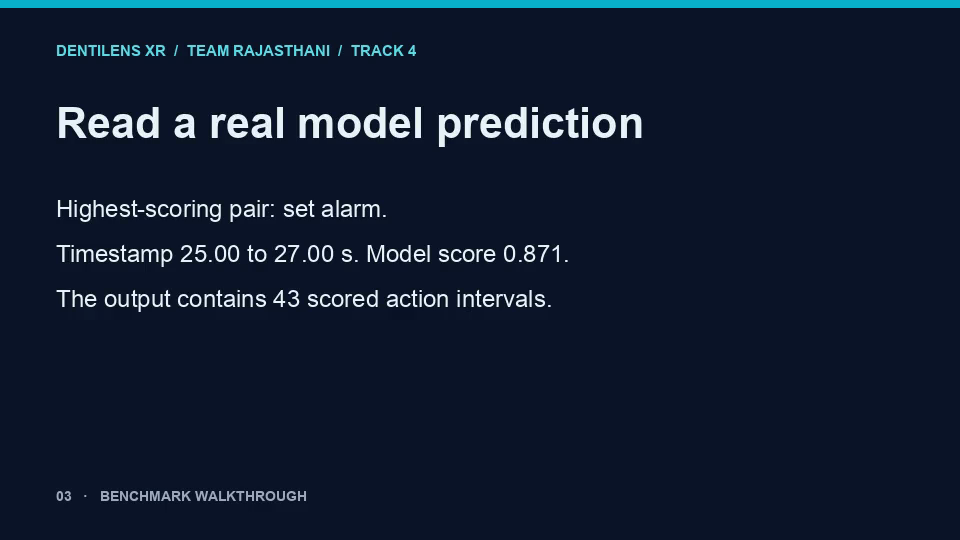 DENTILENS XR / TEAM RAJASTHANI / TRACK 4
Read a real model prediction
Highest-scoring pair: set alarm.
Timestamp 25.00 to 27.00 s. Model score 0.871.
The output contains 43 scored action intervals.
03 · BENCHMARK WALKTHROUGH